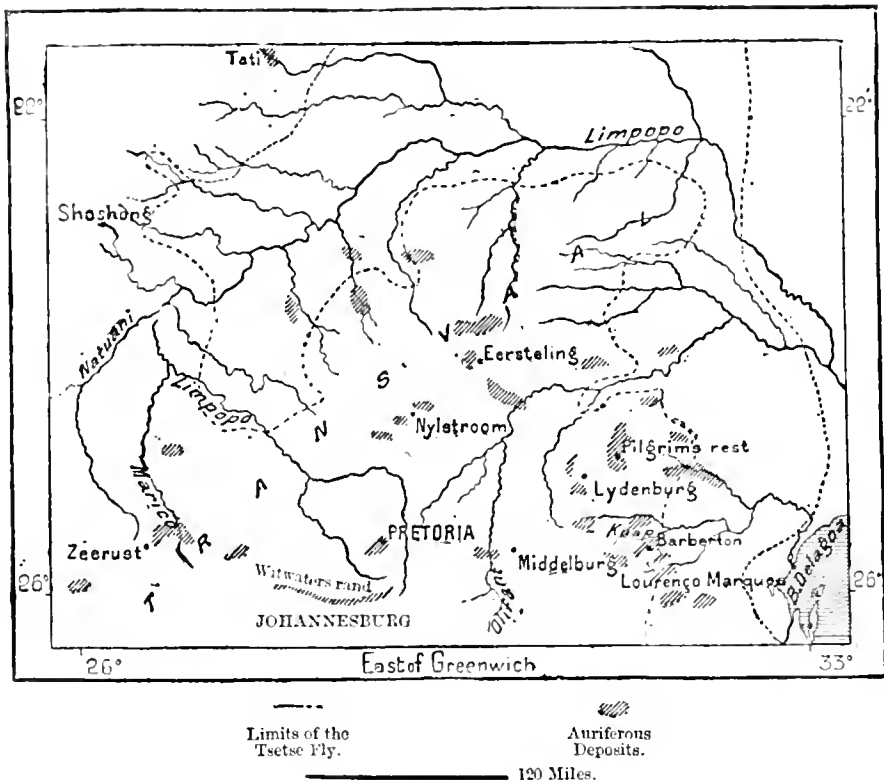 Tati
22°
22°
Limpopo
Shoshong
Natuani
Eersteling
Limpopo
Nylstroom
Pilgrims rest
Marico
Lydenburg
PRETORIA
Kaap
Barberton
Zeerust
Middelburg
Witwaters rand
Lourenço Marques
B. Delagoa
26°
26°
JOHANNESBURG
Olifant
TRANSVAAL
26°
East of Greenwich
33°
Limits of the
Tsetse Fly.
Auriferous
Deposits.
120 Miles.